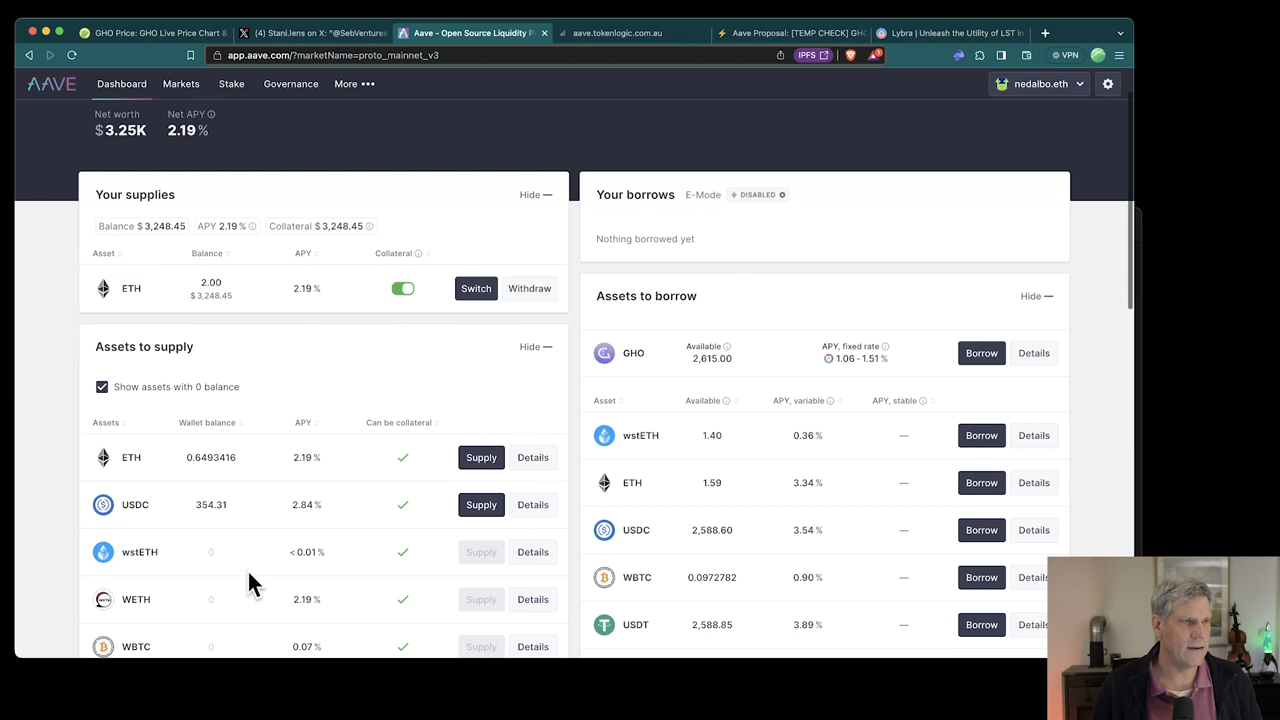 GHO Price: GHO Live Price Chart & (4) Stani.lens on X: "@SebVentures Aave - Open Source Liquidity P aave.tokenlogic.com.au Aave Proposal: [TEMP CHECK] GHO Lybra | Unleash the Utility of LST in
app.aave.com/?marketName=proto_mainnet_v3 IPFS VPN
AAVE Dashboard Markets Stake Governance More nedalbo.eth
Net worth Net APY
$3.25K 2.19 %
Your supplies Hide
Balance $ 3,248.45 APY 2.19 % Collateral $ 3,248.45
Asset Balance APY Collateral
ETH 2.00 2.19 % Switch Withdraw
$ 3,248.45
Assets to supply Hide
Show assets with 0 balance
Assets Wallet balance APY Can be collateral
ETH 0.6493416 2.19 % Supply Details
USDC 354.31 2.84 % Supply Details
wstETH 0 < 0.01 % Supply Details
WETH 0 2.19 % Supply Details
WBTC 0 0.07 % Supply Details
Your borrows E-Mode DISABLED
Nothing borrowed yet
Assets to borrow Hide
GHO Available 2,615.00 APY, fixed rate 1.06 - 1.51 % Borrow Details
Asset Available APY, variable APY, stable
wstETH 1.40 0.36 % — Borrow Details
ETH 1.59 3.34 % — Borrow Details
USDC 2,588.60 3.54 % — Borrow Details
WBTC 0.0972782 0.90 % — Borrow Details
USDT 2,588.85 3.89 % — Borrow Details